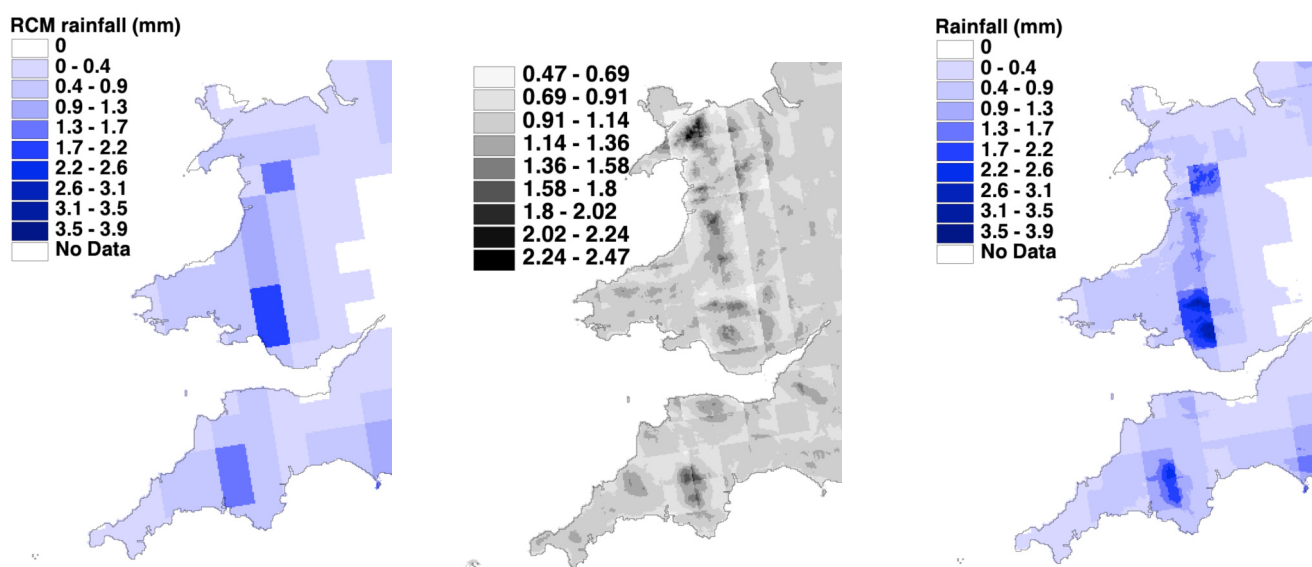 RCM rainfall (mm)
0
0 - 0.4
0.4 - 0.9
0.9 - 1.3
1.3 - 1.7
1.7 - 2.2
2.2 - 2.6
2.6 - 3.1
3.1 - 3.5
3.5 - 3.9
No Data
0.47 - 0.69
0.69 - 0.91
0.91 - 1.14
1.14 - 1.36
1.36 - 1.58
1.58 - 1.8
1.8 - 2.02
2.02 - 2.24
2.24 - 2.47
Rainfall (mm)
0
0 - 0.4
0.4 - 0.9
0.9 - 1.3
1.3 - 1.7
1.7 - 2.2
2.2 - 2.6
2.6 - 3.1
3.1 - 3.5
3.5 - 3.9
No Data